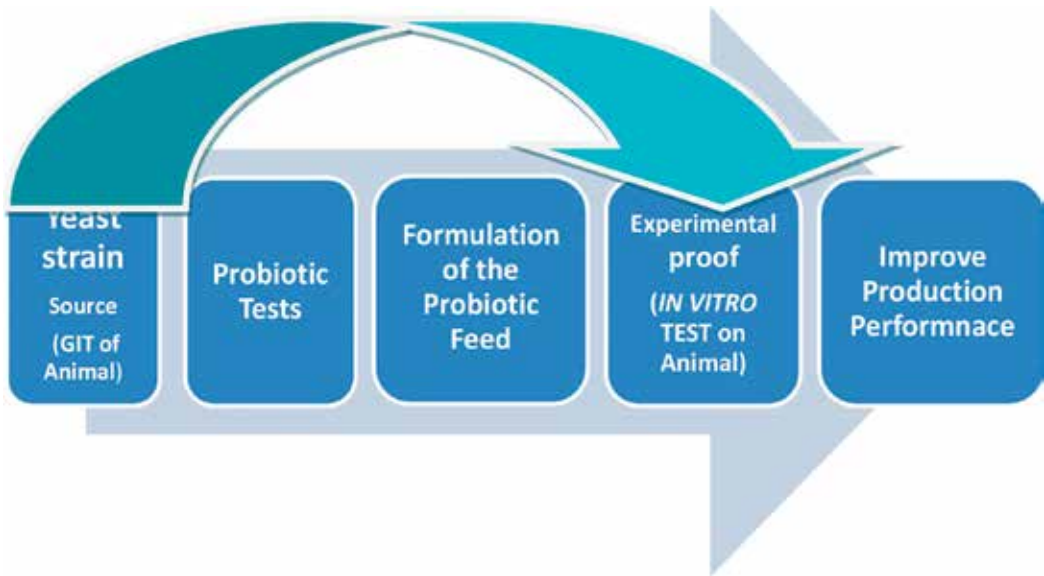 Yeast
strain
Source
(GIT of
Animal)
Probiotic
Tests
Formulation
of the
Probiotic
Feed
Experimental
proof
(IN VITRO
TEST on
Animal)
Improve
Production
Performnace